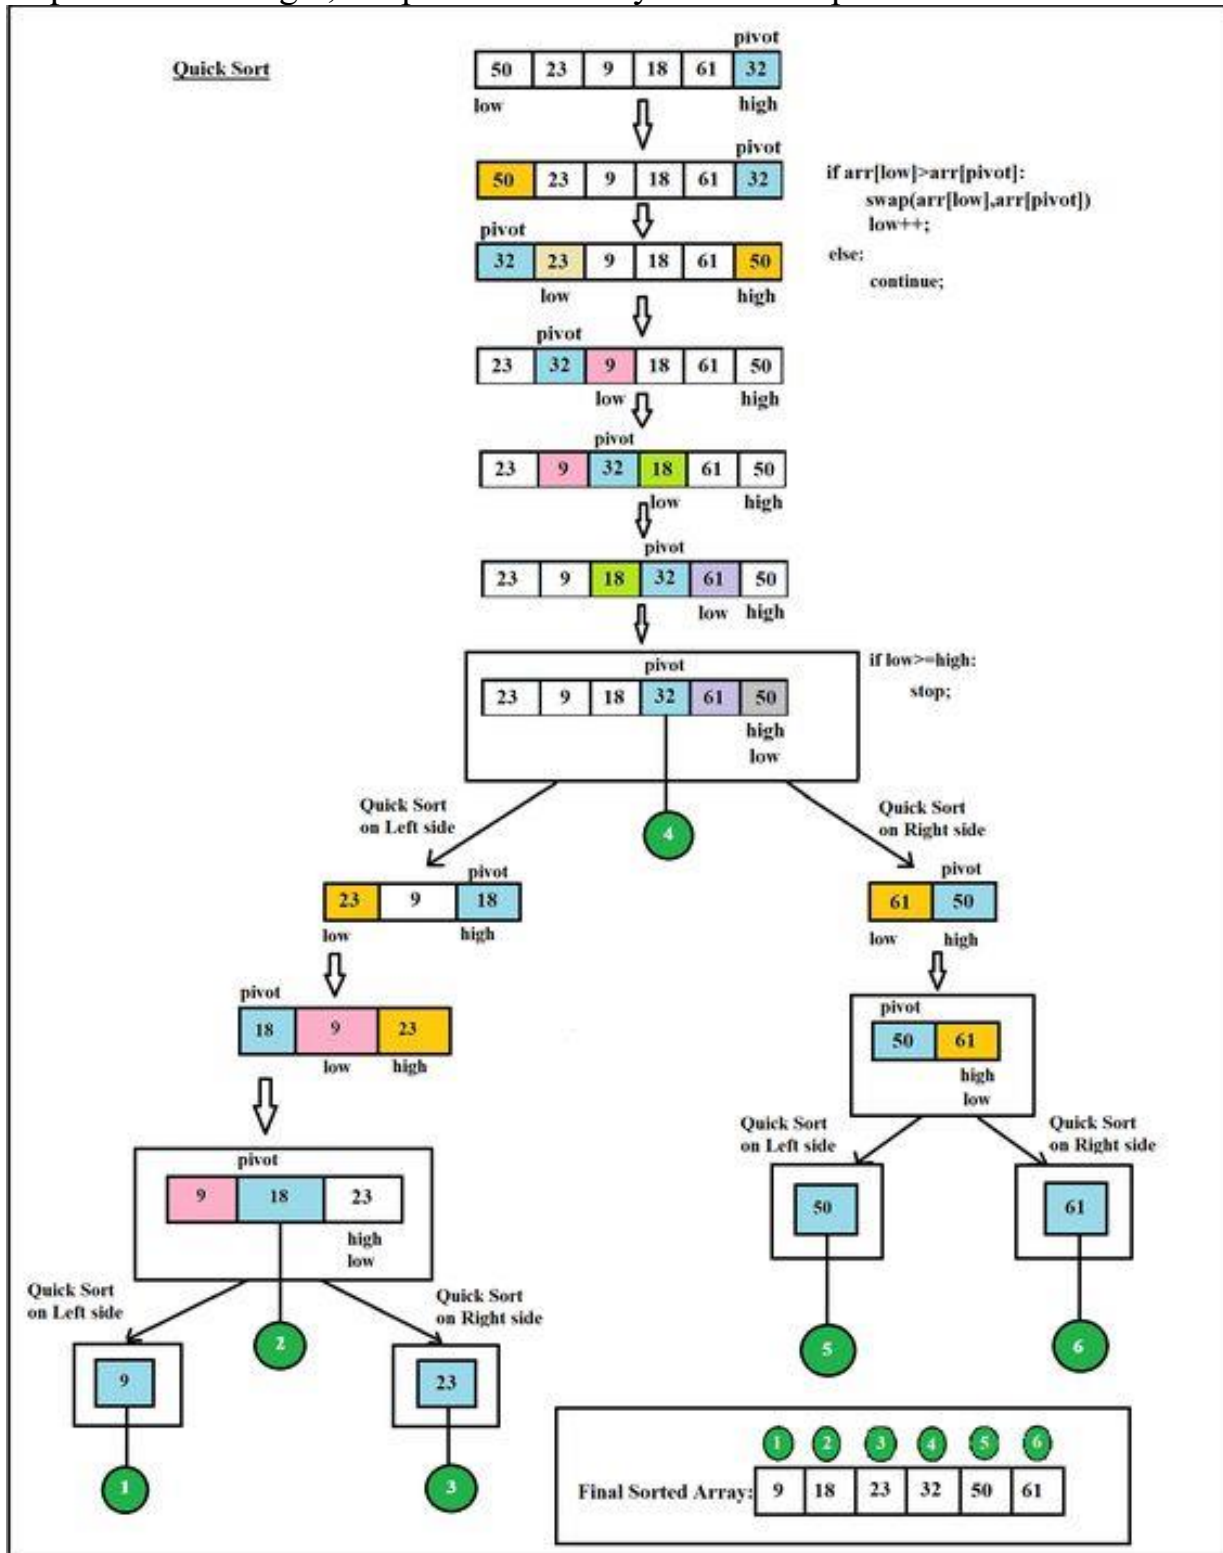 pivot
Quick Sort
50 23 9 18 61 32
low high
pivot
50 23 9 18 61 32
if arr[low]>arr[pivot]:
swap(arr[low],arr[pivot])
low++;
else:
continue;
pivot
32 23 9 18 61 50
low high
pivot
23 32 9 18 61 50
low high
pivot
23 9 32 18 61 50
low high
pivot
23 9 18 32 61 50
low high
if low>=high:
stop;
pivot
23 9 18 32 61 50
high
low
4
Quick Sort
on Left side
Quick Sort
on Right side
pivot
23 9 18
low high
pivot
61 50
low high
pivot
18 9 23
low high
pivot
50 61
high
low
Quick Sort
on Left side
Quick Sort
on Right side
50
61
5
6
pivot
9 18 23
high
low
2
Quick Sort
on Left side
Quick Sort
on Right side
9
23
1
3
1 2 3 4 5 6
Final Sorted Array: 9 18 23 32 50 61